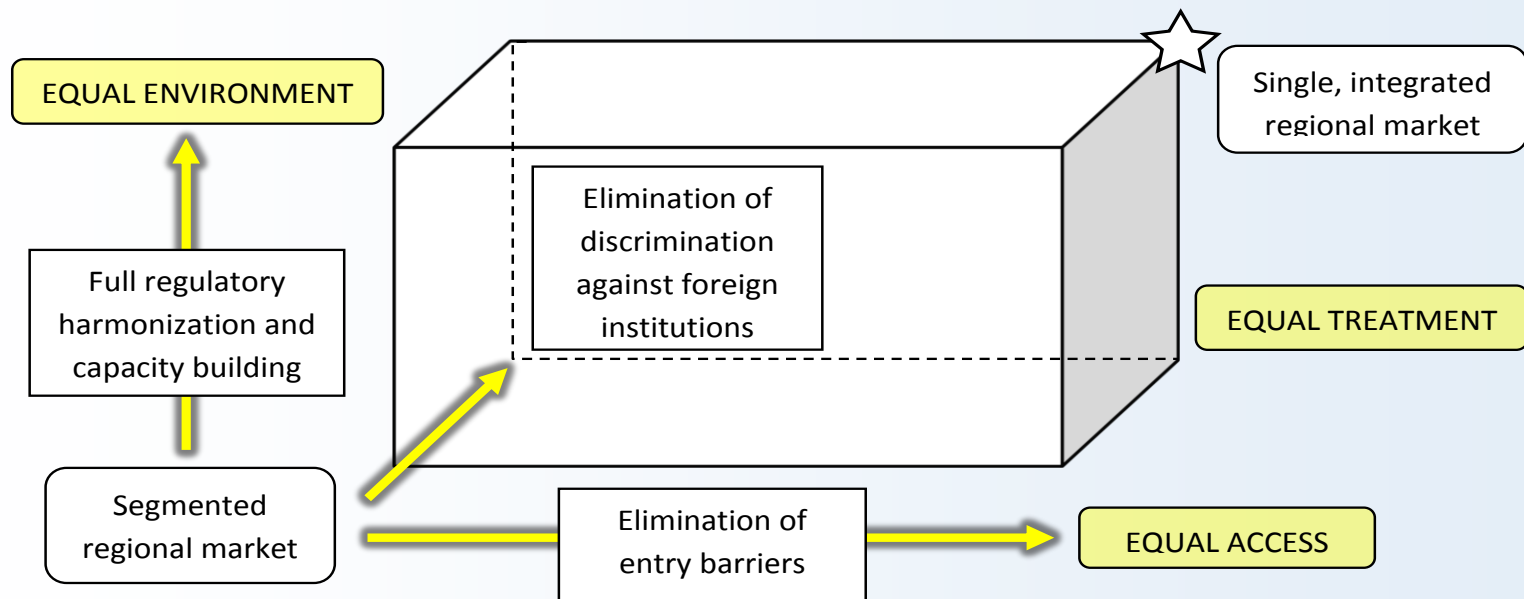 EQUAL ENVIRONMENT
Single, integrated
regional market
Elimination of
discrimination
against foreign
institutions
Full regulatory
harmonization and
capacity building
EQUAL TREATMENT
Segmented
regional market
Elimination of
entry barriers
EQUAL ACCESS